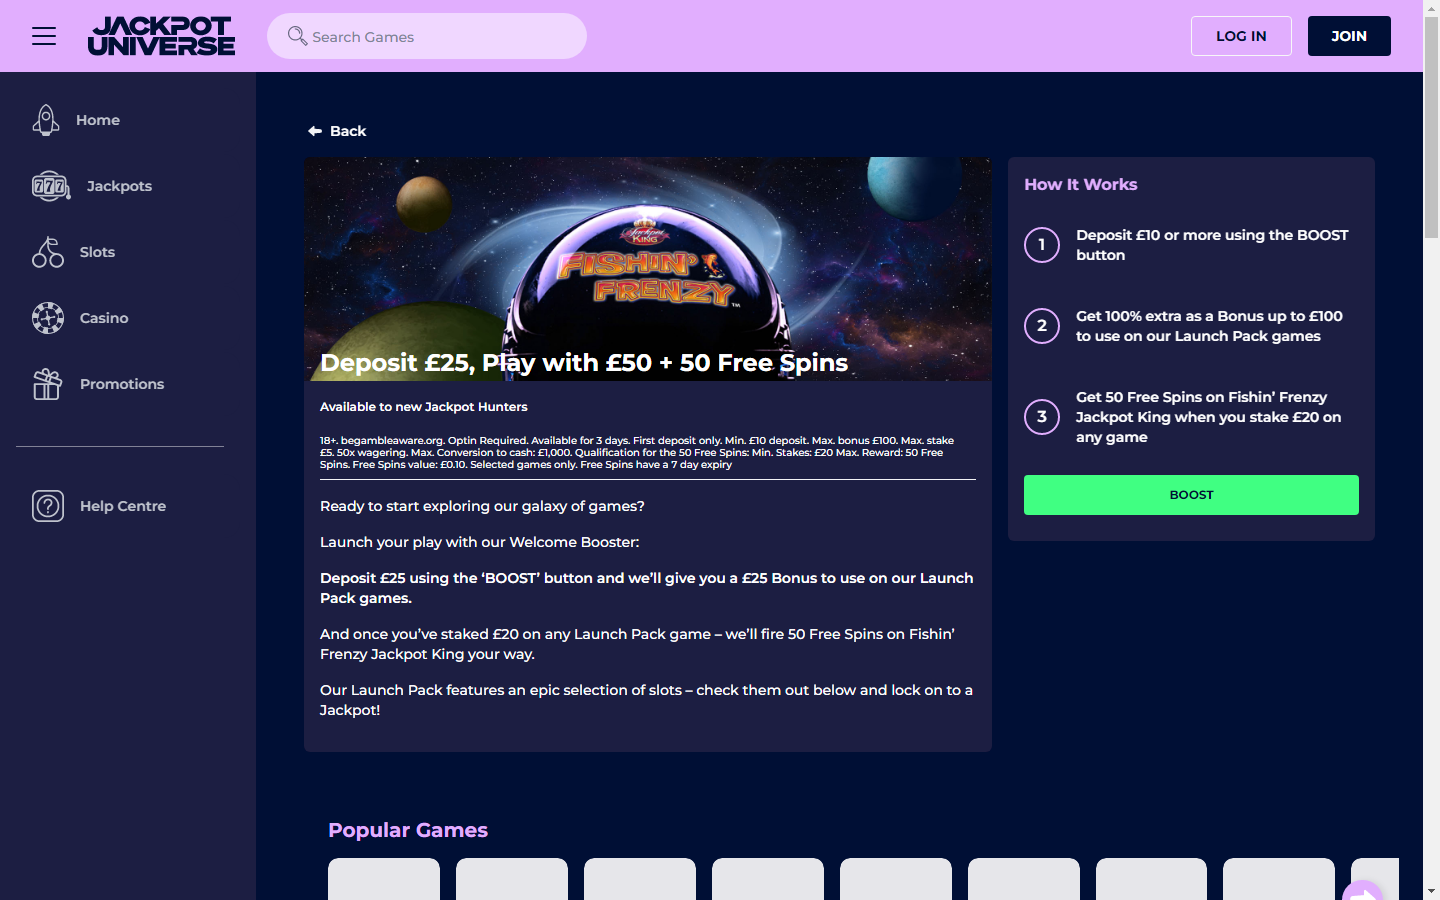 JACKPOT
UNIVERSE
Search Games
LOG IN
JOIN
Home
Jackpots
Slots
Casino
Promotions
Help Centre
Back
Jackpot
KING
FISHIN'
FRENZY™
Deposit £25, Play with £50 + 50 Free Spins
Available to new Jackpot Hunters
18+. begambleaware.org. Optin Required. Available for 3 days. First deposit only. Min. £10 deposit. Max. bonus £100. Max. stake
£5. 50x wagering. Max. Conversion to cash: £1,000. Qualification for the 50 Free Spins: Min. Stakes: £20 Max. Reward: 50 Free
Spins. Free Spins value: £0.10. Selected games only. Free Spins have a 7 day expiry
Ready to start exploring our galaxy of games?
Launch your play with our Welcome Booster:
Deposit £25 using the ‘BOOST’ button and we’ll give you a £25 Bonus to use on our Launch
Pack games.
And once you’ve staked £20 on any Launch Pack game – we’ll fire 50 Free Spins on Fishin’
Frenzy Jackpot King your way.
Our Launch Pack features an epic selection of slots – check them out below and lock on to a
Jackpot!
How It Works
1
Deposit £10 or more using the BOOST
button
2
Get 100% extra as a Bonus up to £100
to use on our Launch Pack games
3
Get 50 Free Spins on Fishin’ Frenzy
Jackpot King when you stake £20 on
any game
BOOST
Popular Games